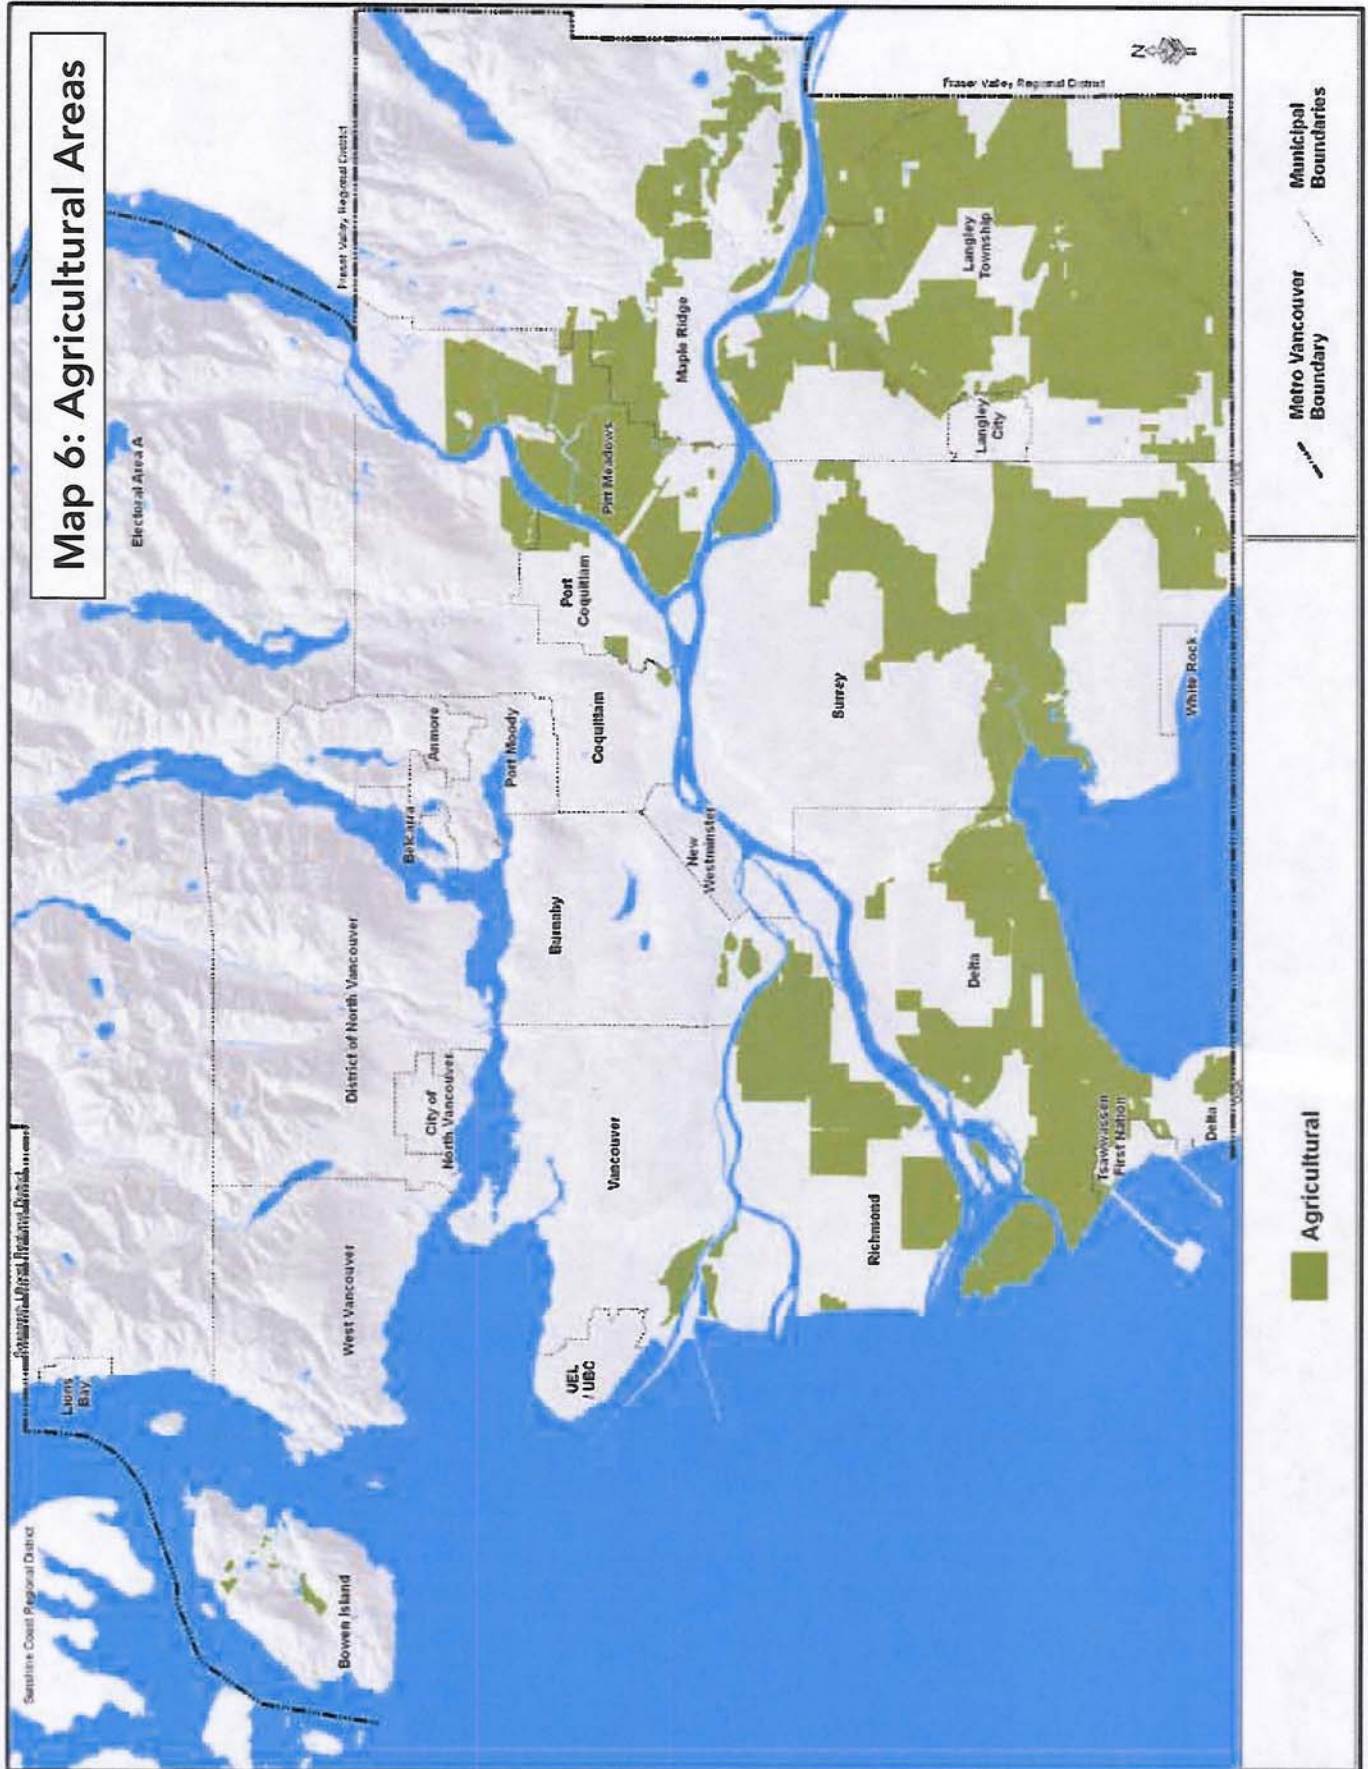 Map 6: Agricultural Areas
Sunshine Coast Regional District
Lions
Bay
Bowen Island
West Vancouver
District of North Vancouver
City of
North Vancouver
Electoral Area A
Fraser Valley Regional District
Belcarra
Anmore
Port Moody
Coquitlam
Port
Coquitlam
Pitt Meadows
Maple Ridge
UEL
/ UBC
Vancouver
Burnaby
New
Westminster
Richmond
Surrey
Delta
Langley
City
Langley
Township
Fraser Valley Regional District
N
Tsawwassen
First Nation
Delta
White Rock
Agricultural
Metro Vancouver
Boundary
Municipal
Boundaries